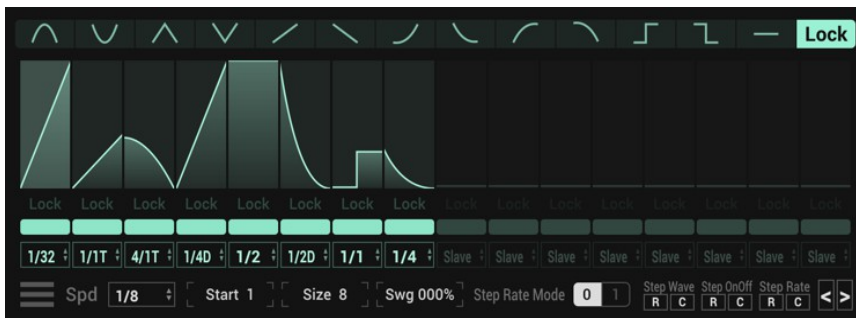 Lock
Lock Lock Lock Lock Lock Lock Lock Lock Lock Lock Lock Lock Lock Lock Lock Lock
1/32 1/1T 4/1T 1/4D 1/2 1/2D 1/1 1/4 Slave Slave Slave Slave Slave Slave Slave Slave
Step Wave Step OnOff Step Rate
Spd 1/8 Start 1 Size 8 Swg 000% Step Rate Mode 0 1 R C R C R C < >